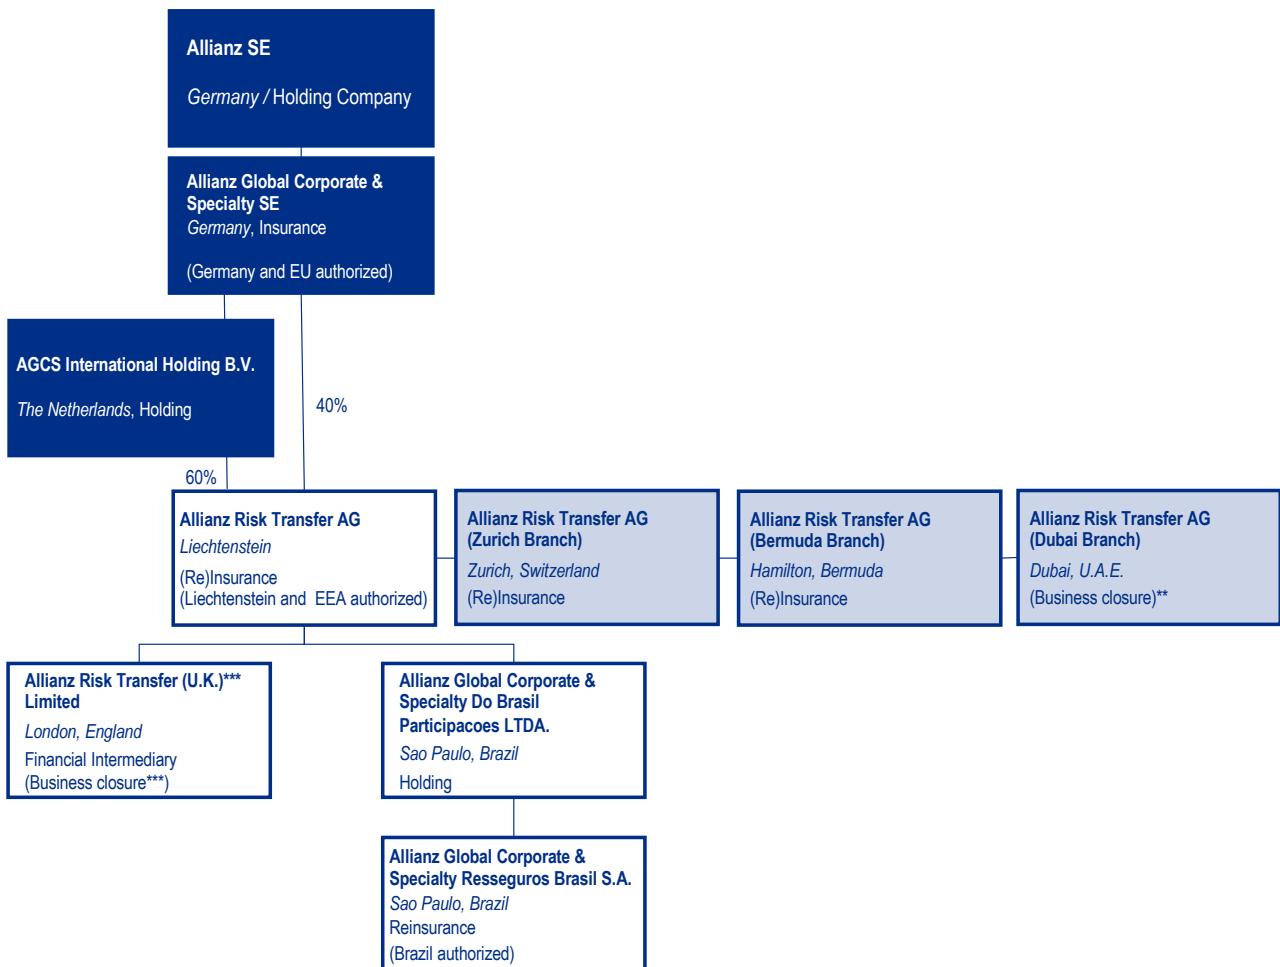 Allianz SE
Germany / Holding Company
Allianz Global Corporate &
Specialty SE
Germany, Insurance
(Germany and EU authorized)
AGCS International Holding B.V.
The Netherlands, Holding
40%
60%
Allianz Risk Transfer AG
Liechtenstein
(Re)Insurance
(Liechtenstein and EEA authorized)
Allianz Risk Transfer AG
(Zurich Branch)
Zurich, Switzerland
(Re)Insurance
Allianz Risk Transfer AG
(Bermuda Branch)
Hamilton, Bermuda
(Re)Insurance
Allianz Risk Transfer AG
(Dubai Branch)
Dubai, U.A.E.
(Business closure)**
Allianz Risk Transfer (U.K.)***
Limited
London, England
Financial Intermediary
(Business closure***)
Allianz Global Corporate &
Specialty Do Brasil
Participacoes LTDA.
Sao Paulo, Brazil
Holding
Allianz Global Corporate &
Specialty Resseguros Brasil S.A.
Sao Paulo, Brazil
Reinsurance
(Brazil authorized)